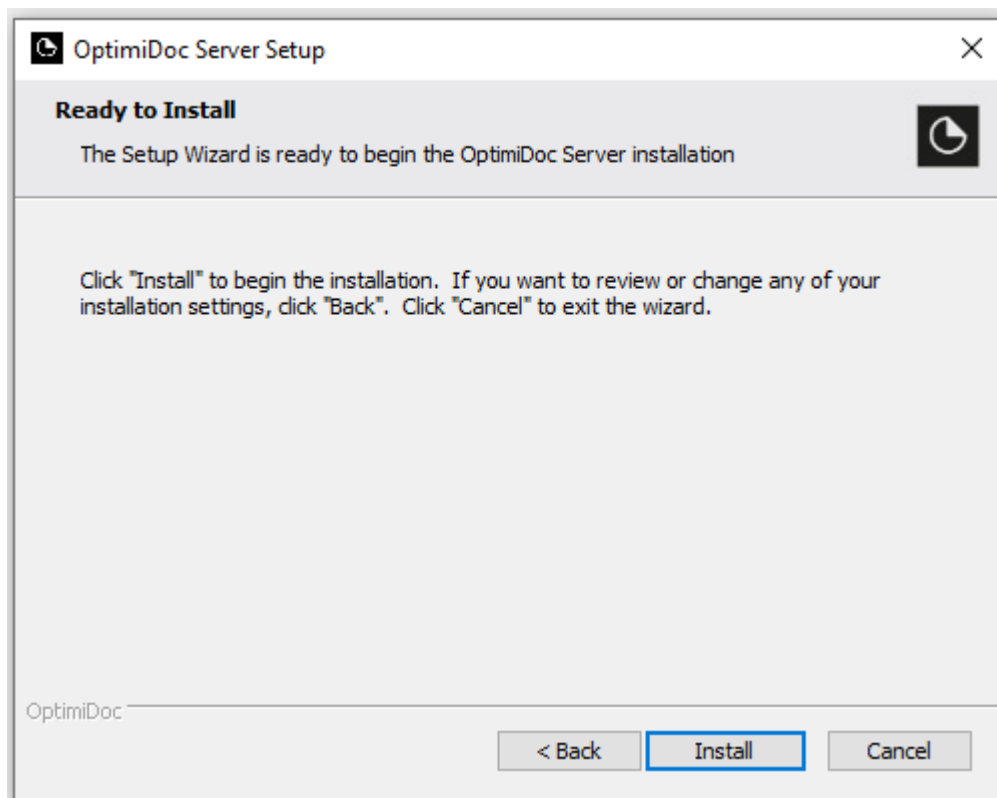 OptimiDoc Server Setup
Ready to Install
The Setup Wizard is ready to begin the OptimiDoc Server installation
Click "Install" to begin the installation.  If you want to review or change any of your
installation settings, click "Back".  Click "Cancel" to exit the wizard.
OptimiDoc
< Back Install Cancel